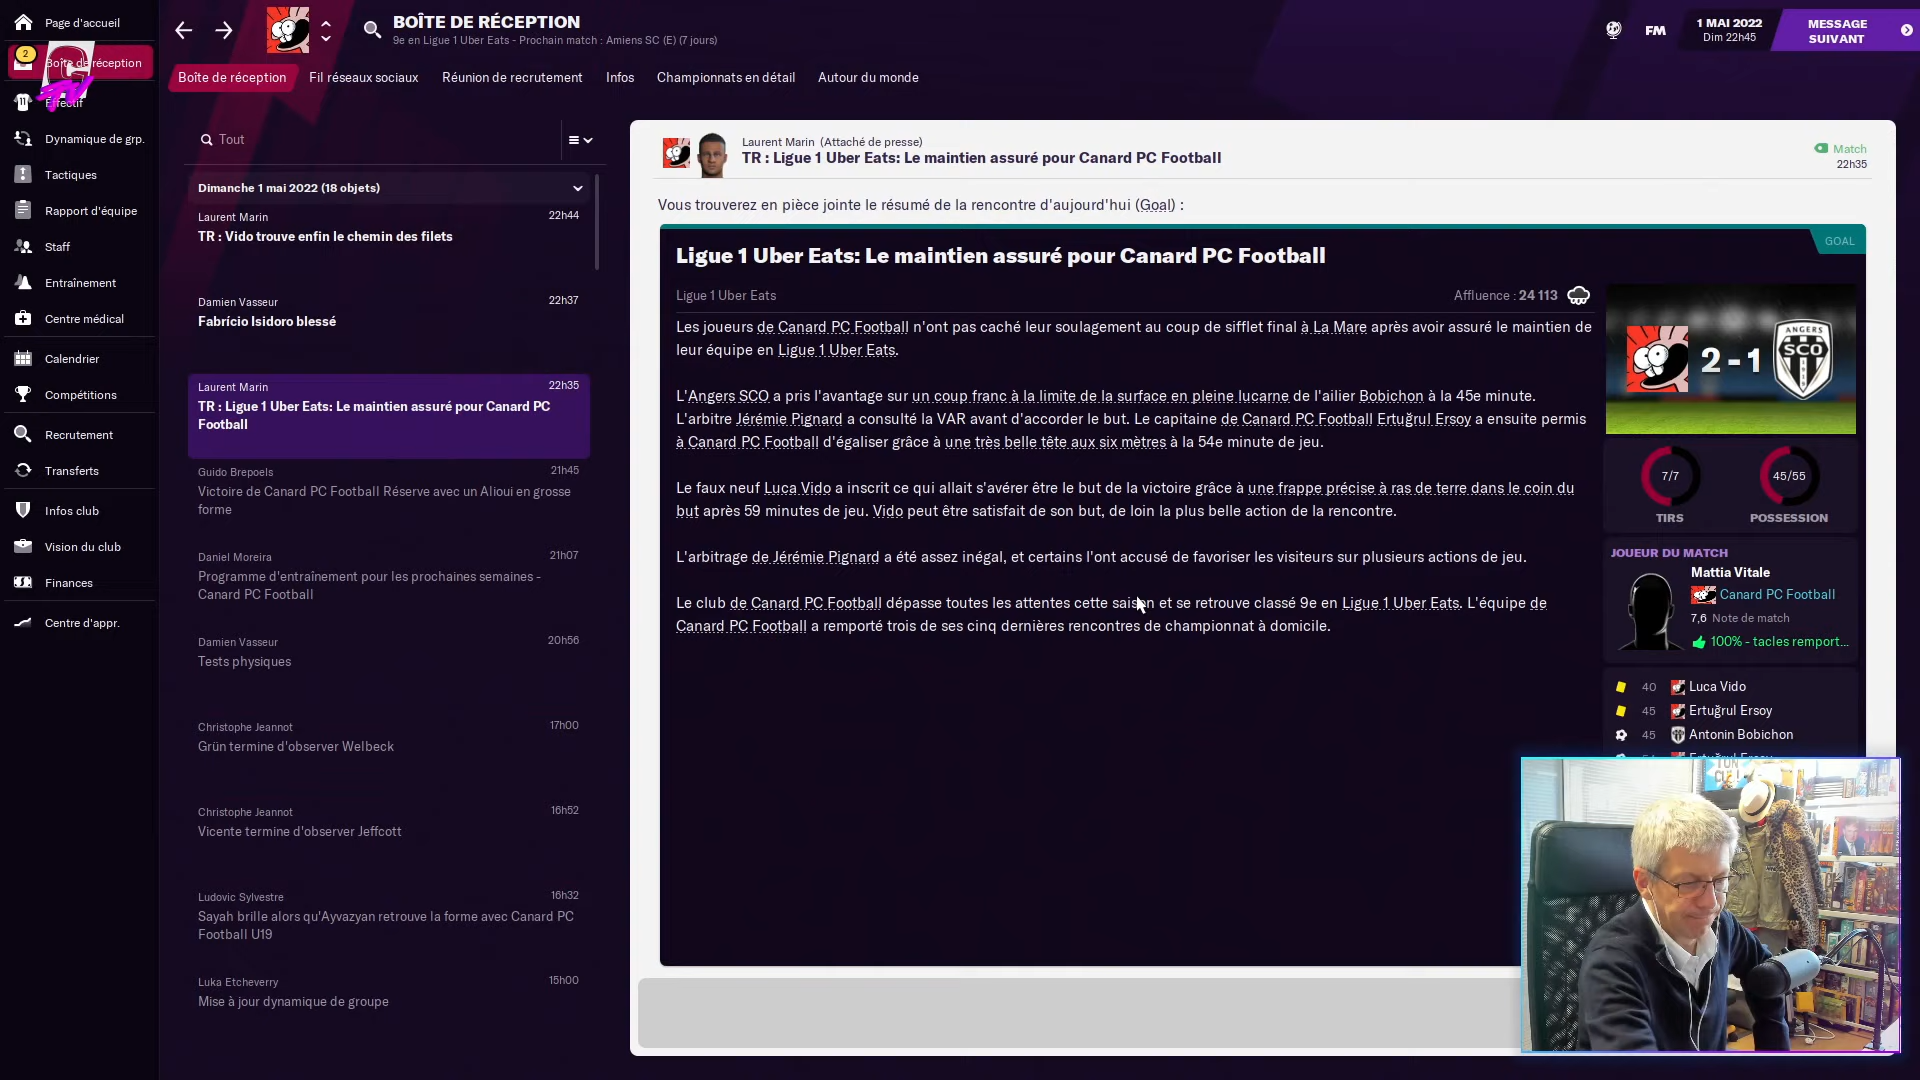 Page d'accueil
2
Boîte de réception
Effectif
Dynamique de grp.
Tactiques
Rapport d'équipe
Staff
Entraînement
Centre médical
Calendrier
Compétitions
Recrutement
Transferts
Infos club
Vision du club
Finances
Centre d'appr.
BOÎTE DE RÉCEPTION
9e en Ligue 1 Uber Eats - Prochain match : Amiens SC (E) (7 jours)
FM
1 MAI 2022
Dim 22h45
MESSAGE
SUIVANT
Boîte de réception
Fil réseaux sociaux
Réunion de recrutement
Infos
Championnats en détail
Autour du monde
Tout
Dimanche 1 mai 2022 (18 objets)
Laurent Marin 22h44
TR : Vido trouve enfin le chemin des filets
Damien Vasseur 22h37
Fabrício Isidoro blessé
Laurent Marin 22h35
TR : Ligue 1 Uber Eats: Le maintien assuré pour Canard PC
Football
Guido Brepoels 21h45
Victoire de Canard PC Football Réserve avec un Alioui en grosse
forme
Daniel Moreira 21h07
Programme d'entraînement pour les prochaines semaines -
Canard PC Football
Damien Vasseur 20h56
Tests physiques
Christophe Jeannot 17h00
Grün termine d'observer Welbeck
Christophe Jeannot 16h52
Vicente termine d'observer Jeffcott
Ludovic Sylvestre 16h32
Sayah brille alors qu'Ayvazyan retrouve la forme avec Canard PC
Football U19
Luka Etcheverry 15h00
Mise à jour dynamique de groupe
Laurent Marin (Attaché de presse)
TR : Ligue 1 Uber Eats: Le maintien assuré pour Canard PC Football
Match
22h35
Vous trouverez en pièce jointe le résumé de la rencontre d'aujourd'hui (Goal) :
GOAL
Ligue 1 Uber Eats: Le maintien assuré pour Canard PC Football
Ligue 1 Uber Eats
Affluence : 24 113
Les joueurs de Canard PC Football n'ont pas caché leur soulagement au coup de sifflet final à La Mare après avoir assuré le maintien de
leur équipe en Ligue 1 Uber Eats.
L'Angers SCO a pris l'avantage sur un coup franc à la limite de la surface en pleine lucarne de l'ailier Bobichon à la 45e minute.
L'arbitre Jérémie Pignard a consulté la VAR avant d'accorder le but. Le capitaine de Canard PC Football Ertuğrul Ersoy a ensuite permis
à Canard PC Football d'égaliser grâce à une très belle tête aux six mètres à la 54e minute de jeu.
Le faux neuf Luca Vido a inscrit ce qui allait s'avérer être le but de la victoire grâce à une frappe précise à ras de terre dans le coin du
but après 59 minutes de jeu. Vido peut être satisfait de son but, de loin la plus belle action de la rencontre.
L'arbitrage de Jérémie Pignard a été assez inégal, et certains l'ont accusé de favoriser les visiteurs sur plusieurs actions de jeu.
Le club de Canard PC Football dépasse toutes les attentes cette saison et se retrouve classé 9e en Ligue 1 Uber Eats. L'équipe de
Canard PC Football a remporté trois de ses cinq dernières rencontres de championnat à domicile.
2 - 1
ANGERS
SCO
1919
7/7
TIRS
45/55
POSSESSION
JOUEUR DU MATCH
Mattia Vitale
Canard PC Football
7,6 Note de match
100% - tacles remport...
40 Luca Vido
45 Ertuğrul Ersoy
45 Antonin Bobichon
Ertuğrul Ersoy